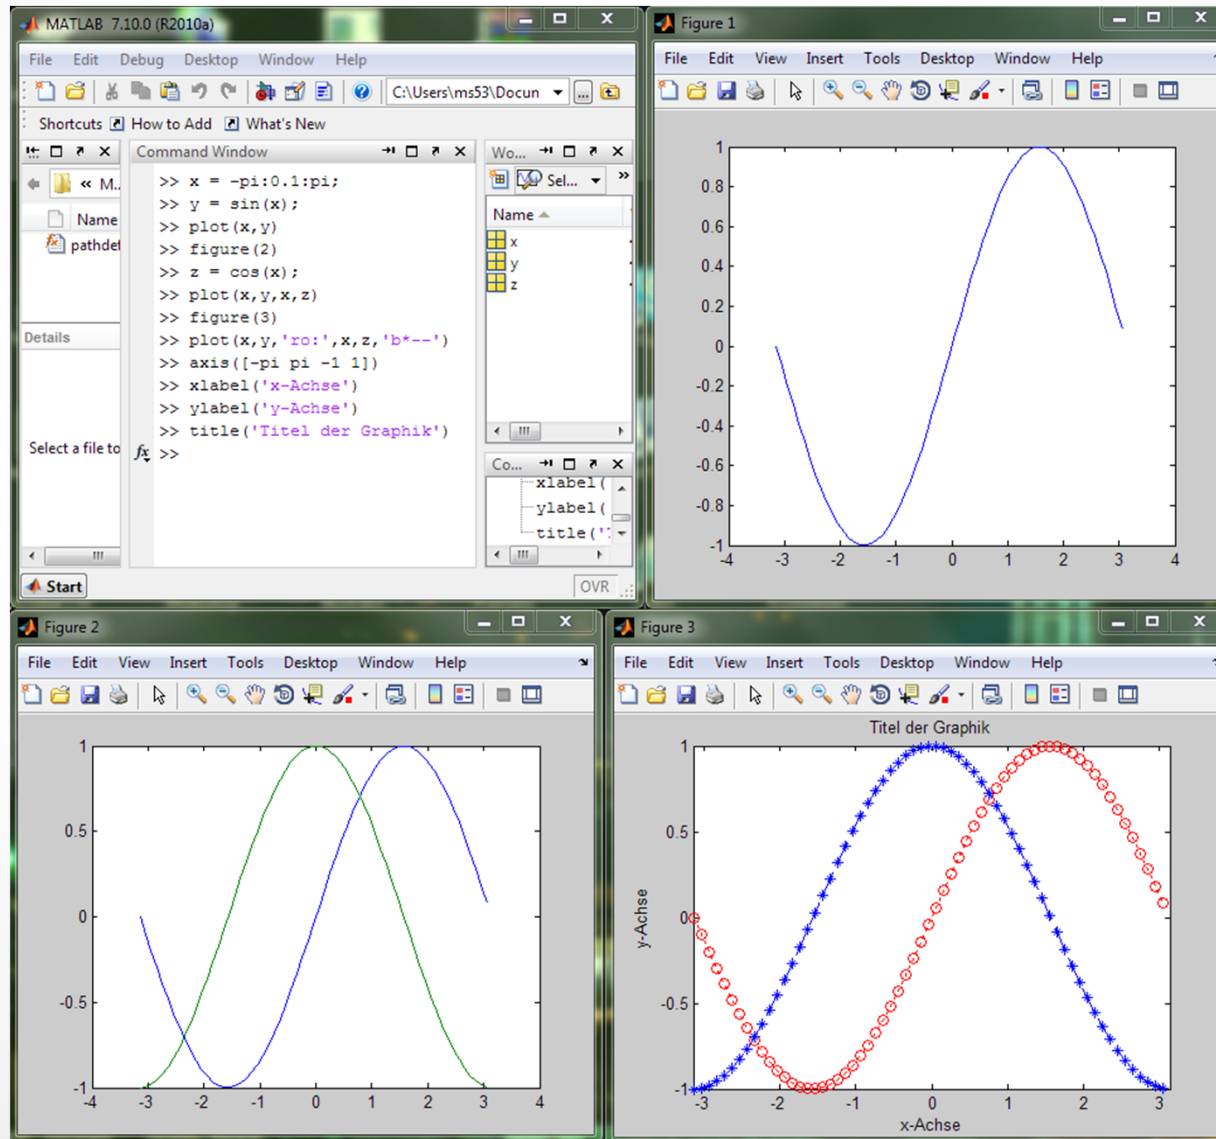 MATLAB 7.10.0 (R2010a)
File Edit Debug Desktop Window Help
C:\Users\ms53\Docun
Shortcuts How to Add What's New
« M..
Name
pathdef
Details
Select a file to
Command Window
>> x = -pi:0.1:pi;
>> y = sin(x);
>> plot(x,y)
>> figure(2)
>> z = cos(x);
>> plot(x,y,x,z)
>> figure(3)
>> plot(x,y,'ro:',x,z,'b*--')
>> axis([-pi pi -1 1])
>> xlabel('x-Achse')
>> ylabel('y-Achse')
>> title('Titel der Graphik')
fx >>
Wo...
Sel... »
Name
x
y
z
Co...
xlabel(
ylabel(
title('T
Start
OVR
Figure 1
File Edit View Insert Tools Desktop Window Help
1
0.8
0.6
0.4
0.2
0
-0.2
-0.4
-0.6
-0.8
-1
-4 -3 -2 -1 0 1 2 3 4
Figure 2
File Edit View Insert Tools Desktop Window Help
1
0.5
0
-0.5
-1
-4 -3 -2 -1 0 1 2 3 4
Figure 3
File Edit View Insert Tools Desktop Window Help
Titel der Graphik
1
0.5
0
-0.5
-1
y-Achse
-3 -2 -1 0 1 2 3
x-Achse